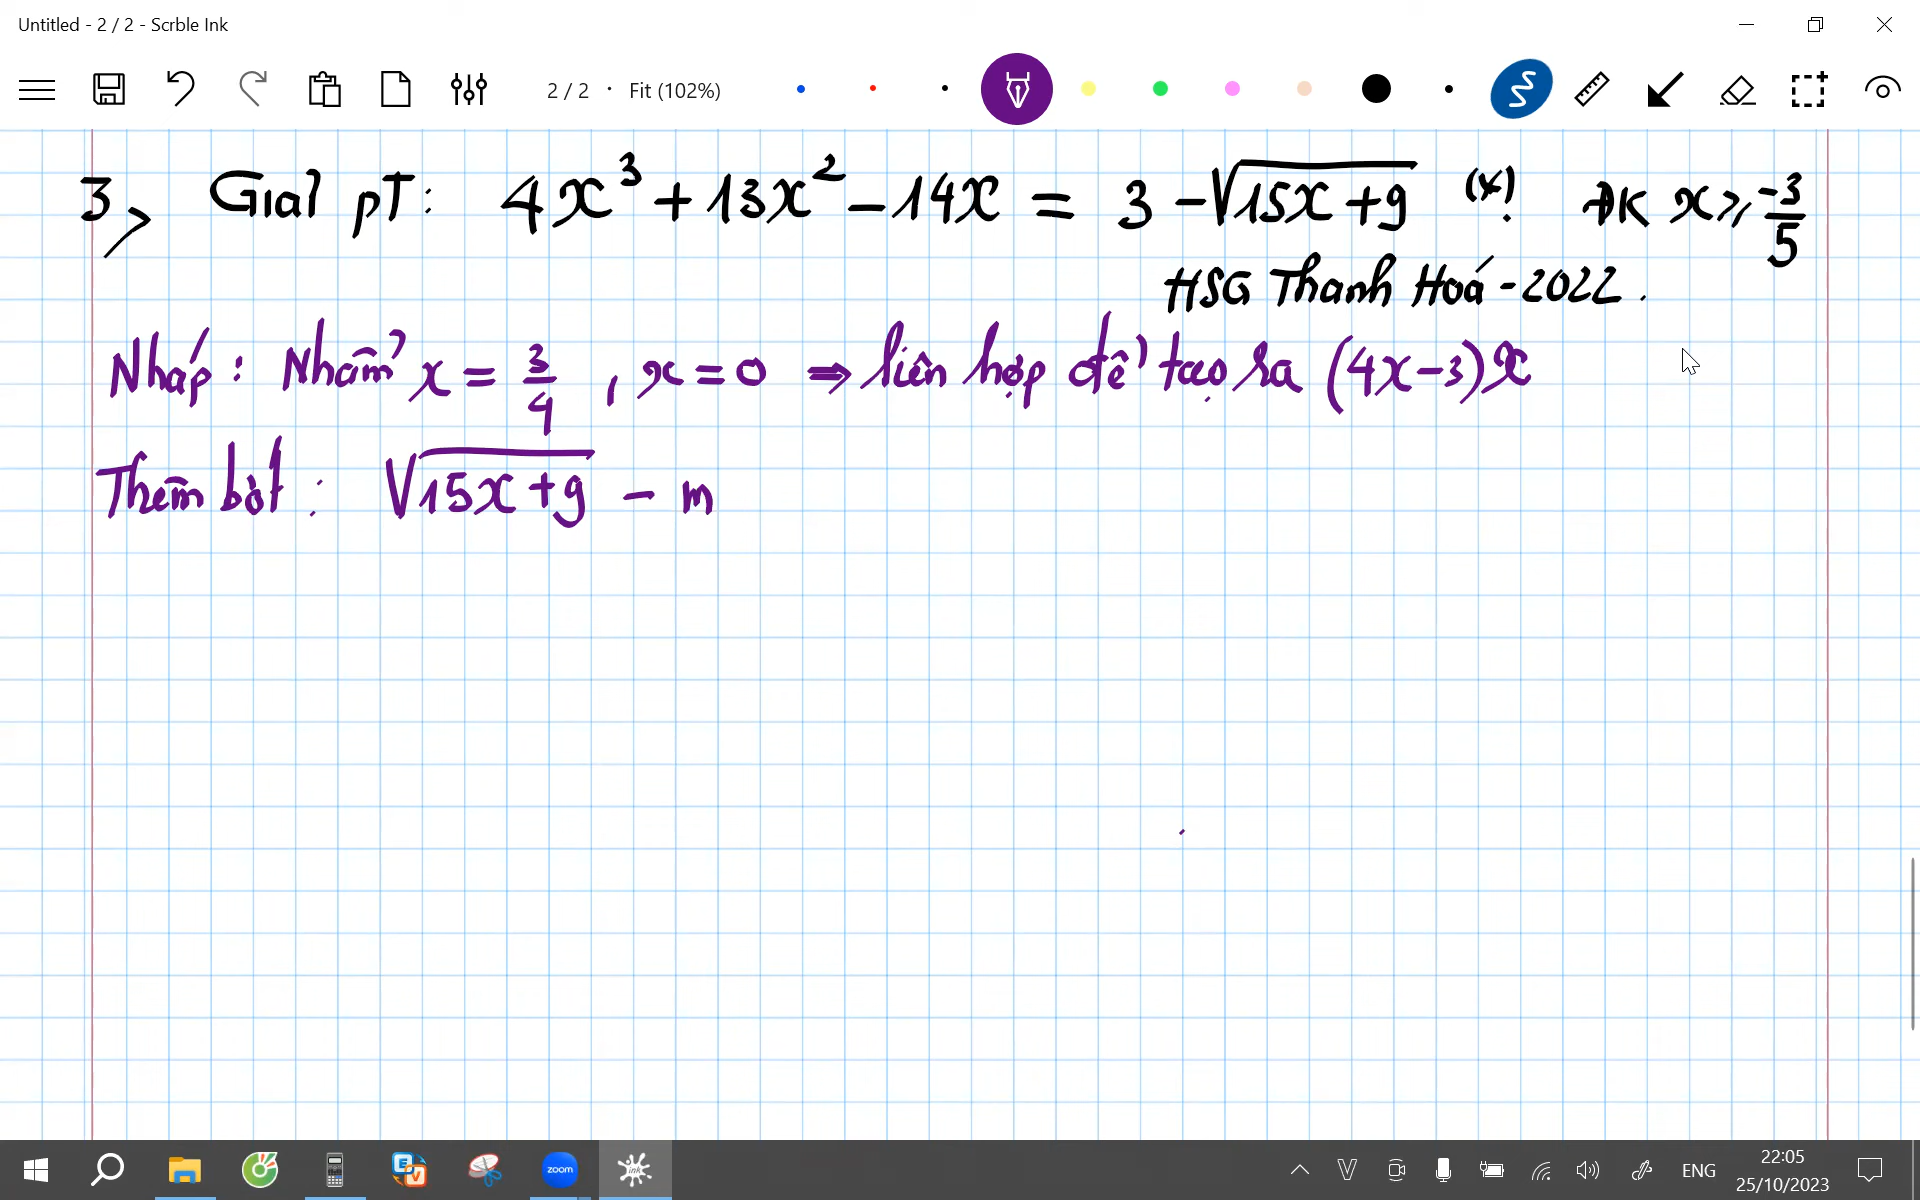 Untitled - 2 / 2 - Scrble Ink
2 / 2 · Fit (102%)
3, Giải pT: 4x³ + 13x² - 14x = 3 - √(15x + 9) (*) ĐK x ≥ -3/5
HSG Thanh Hoá - 2022.
Nháp: Nhẩm x = 3/4, x = 0 ⇒ liên hợp để tạo ra (4x - 3)x
Thêm bớt: √(15x + 9) - m
zoom
ink
ENG
22:05
25/10/2023